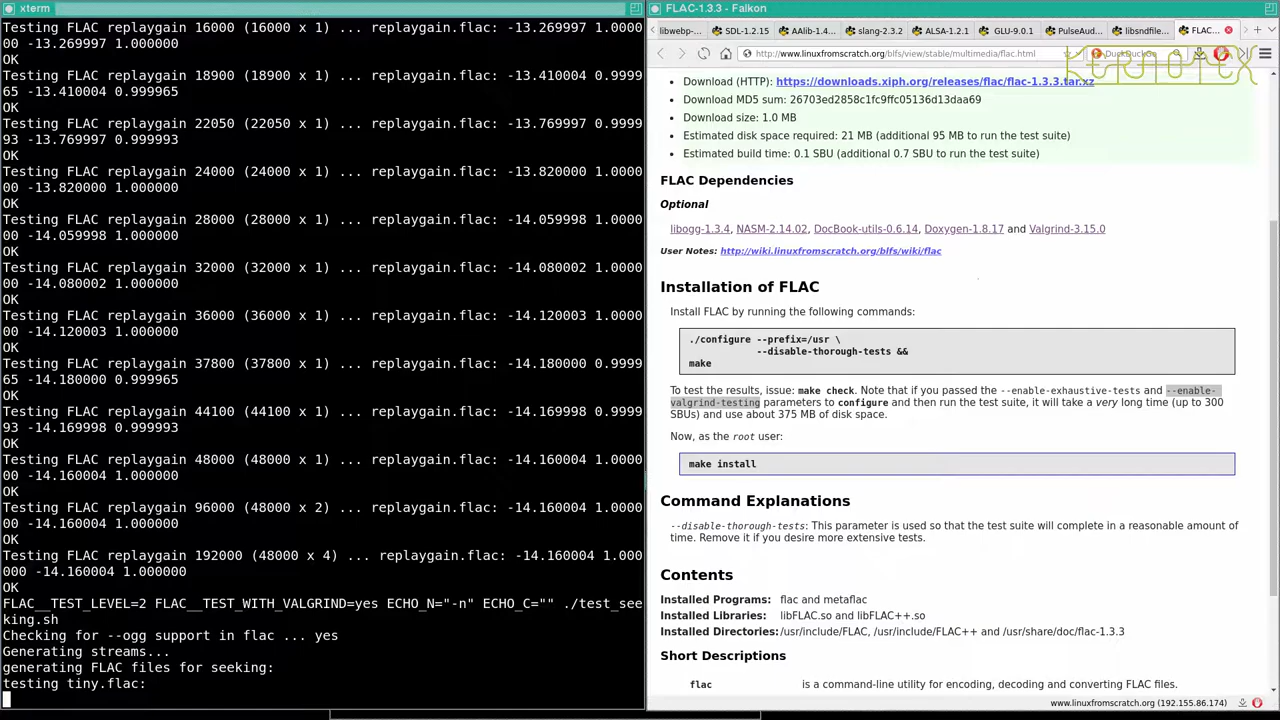 xterm
Testing FLAC replaygain 16000 (16000 x 1) ... replaygain.flac: -13.269997 1.0000
00 -13.269997 1.000000
OK
Testing FLAC replaygain 18900 (18900 x 1) ... replaygain.flac: -13.410004 0.9999
65 -13.410004 0.999965
OK
Testing FLAC replaygain 22050 (22050 x 1) ... replaygain.flac: -13.769997 0.9999
93 -13.769997 0.999993
OK
Testing FLAC replaygain 24000 (24000 x 1) ... replaygain.flac: -13.820000 1.0000
00 -13.820000 1.000000
OK
Testing FLAC replaygain 28000 (28000 x 1) ... replaygain.flac: -14.059998 1.0000
00 -14.059998 1.000000
OK
Testing FLAC replaygain 32000 (32000 x 1) ... replaygain.flac: -14.080002 1.0000
00 -14.080002 1.000000
OK
Testing FLAC replaygain 36000 (36000 x 1) ... replaygain.flac: -14.120003 1.0000
00 -14.120003 1.000000
OK
Testing FLAC replaygain 37800 (37800 x 1) ... replaygain.flac: -14.180000 0.9999
65 -14.180000 0.999965
OK
Testing FLAC replaygain 44100 (44100 x 1) ... replaygain.flac: -14.169998 0.9999
93 -14.169998 0.999993
OK
Testing FLAC replaygain 48000 (48000 x 1) ... replaygain.flac: -14.160004 1.0000
00 -14.160004 1.000000
OK
Testing FLAC replaygain 96000 (48000 x 2) ... replaygain.flac: -14.160004 1.0000
00 -14.160004 1.000000
OK
Testing FLAC replaygain 192000 (48000 x 4) ... replaygain.flac: -14.160004 1.000
000 -14.160004 1.000000
OK
FLAC__TEST_LEVEL=2 FLAC__TEST_WITH_VALGRIND=yes ECHO_N="-n" ECHO_C="" ./test_see
king.sh
Checking for --ogg support in flac ... yes
Generating streams...
generating FLAC files for seeking:
testing tiny.flac:
FLAC-1.3.3 - Falkon
libwebp-... SDL-1.2.15 AAlib-1.4... slang-2.3.2 ALSA-1.2.1 GLU-9.0.1 PulseAud... libsndfile... FLAC...
http://www.linuxfromscratch.org/blfs/view/stable/multimedia/flac.html DuckDuckGo
KERNOTEX
Download (HTTP): https://downloads.xiph.org/releases/flac/flac-1.3.3.tar.xz
Download MD5 sum: 26703ed2858c1fc9ffc05136d13daa69
Download size: 1.0 MB
Estimated disk space required: 21 MB (additional 95 MB to run the test suite)
Estimated build time: 0.1 SBU (additional 0.7 SBU to run the test suite)
FLAC Dependencies
Optional
libogg-1.3.4, NASM-2.14.02, DocBook-utils-0.6.14, Doxygen-1.8.17 and Valgrind-3.15.0
User Notes: http://wiki.linuxfromscratch.org/blfs/wiki/flac
Installation of FLAC
Install FLAC by running the following commands:
./configure --prefix=/usr \
--disable-thorough-tests &&
make
To test the results, issue: make check. Note that if you passed the --enable-exhaustive-tests and --enable-
valgrind-testing parameters to configure and then run the test suite, it will take a very long time (up to 300
SBUs) and use about 375 MB of disk space.
Now, as the root user:
make install
Command Explanations
--disable-thorough-tests: This parameter is used so that the test suite will complete in a reasonable amount of
time. Remove it if you desire more extensive tests.
Contents
Installed Programs: flac and metaflac
Installed Libraries: libFLAC.so and libFLAC++.so
Installed Directories: /usr/include/FLAC, /usr/include/FLAC++ and /usr/share/doc/flac-1.3.3
Short Descriptions
flac is a command-line utility for encoding, decoding and converting FLAC files.
www.linuxfromscratch.org (192.155.86.174)